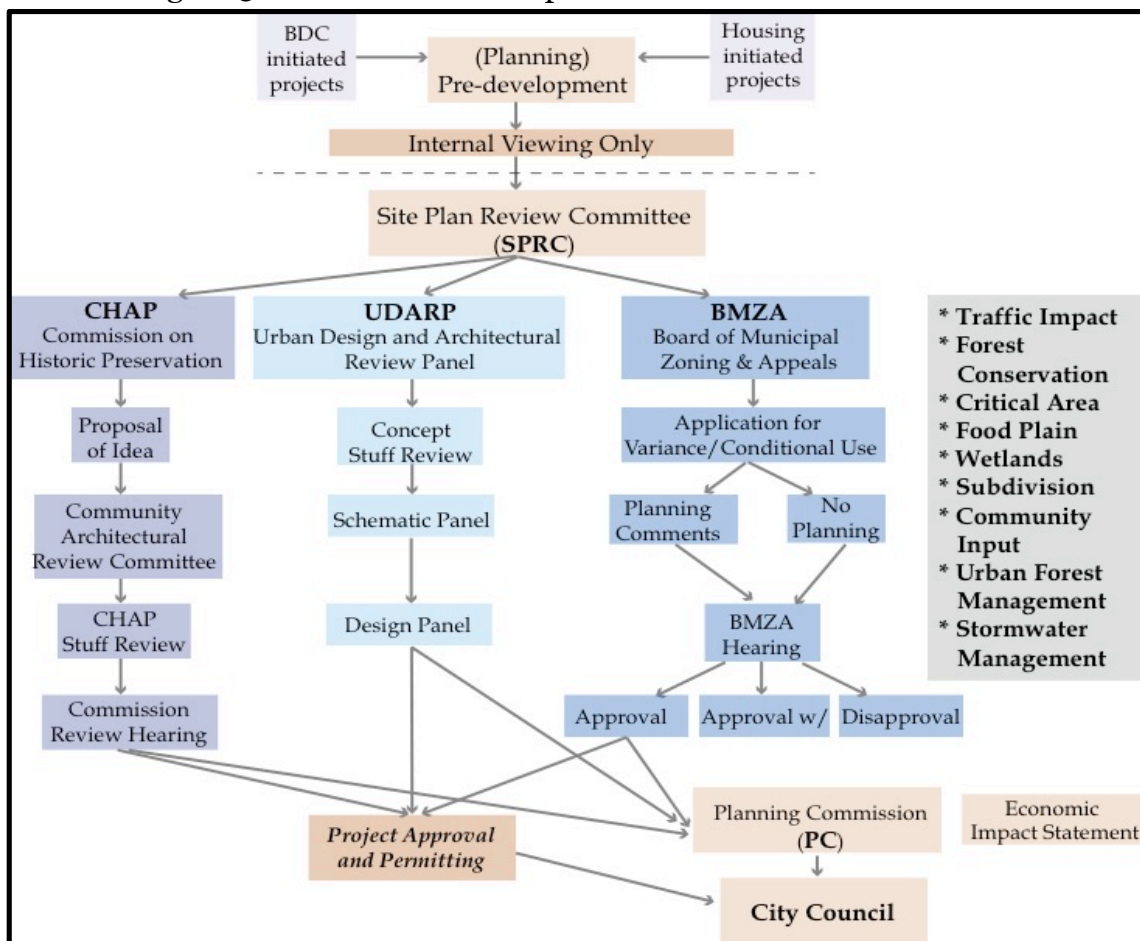 BDC
initiated
projects
(Planning)
Pre-development
Housing
initiated
projects
Internal Viewing Only
Site Plan Review Committee
(SPRC)
CHAP
Commission on
Historic Preservation
UDARP
Urban Design and Architectural
Review Panel
BMZA
Board of Municipal
Zoning & Appeals
Proposal
of Idea
Community
Architectural
Review Committee
CHAP
Stuff Review
Commission
Review Hearing
Concept
Stuff Review
Schematic Panel
Design Panel
Application for
Variance/Conditional Use
Planning
Comments
No
Planning
BMZA
Hearing
Approval
Approval w/
Disapproval
* Traffic Impact
* Forest
Conservation
* Critical Area
* Food Plain
* Wetlands
* Subdivision
* Community
Input
* Urban Forest
Management
* Stormwater
Management
Project Approval
and Permitting
Planning Commission
(PC)
Economic
Impact Statement
City Council